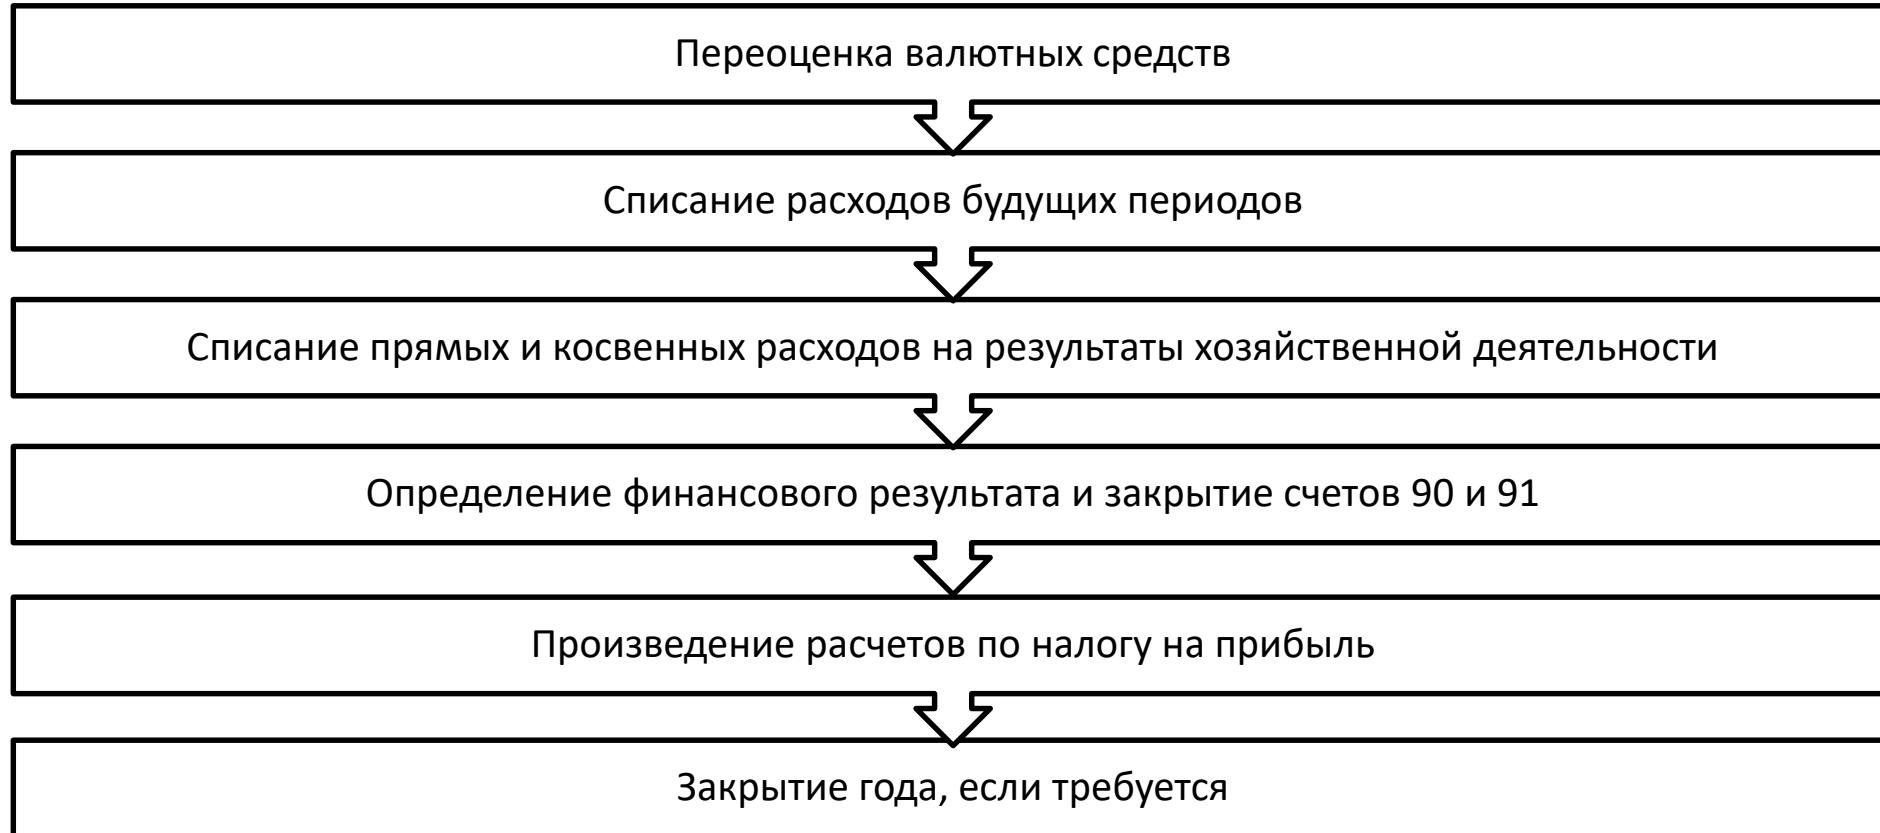 Переоценка валютных средств
Списание расходов будущих периодов
Списание прямых и косвенных расходов на результаты хозяйственной деятельности
Определение финансового результата и закрытие счетов 90 и 91
Произведение расчетов по налогу на прибыль
Закрытие года, если требуется